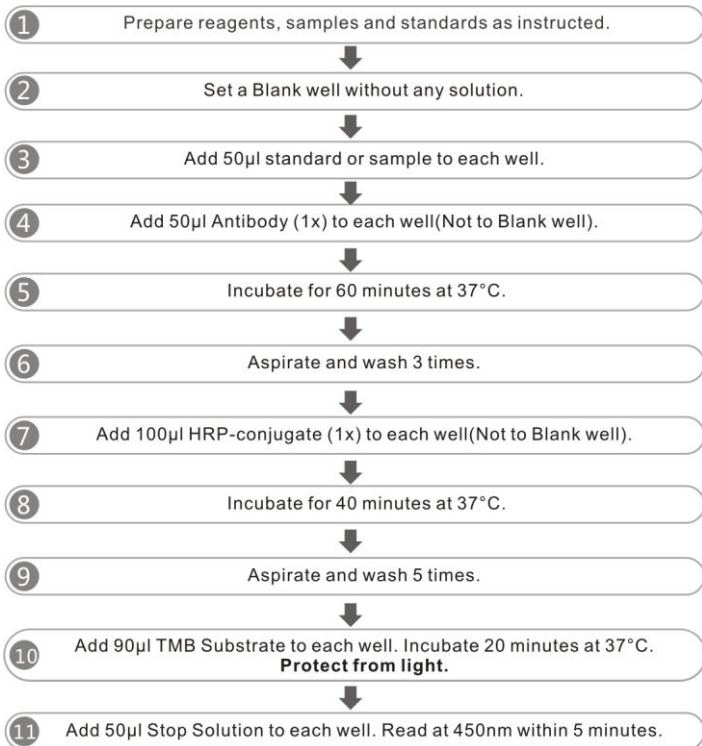 1 Prepare reagents, samples and standards as instructed.
2 Set a Blank well without any solution.
3 Add 50μl standard or sample to each well.
4 Add 50μl Antibody (1x) to each well(Not to Blank well).
5 Incubate for 60 minutes at 37°C.
6 Aspirate and wash 3 times.
7 Add 100μl HRP-conjugate (1x) to each well(Not to Blank well).
8 Incubate for 40 minutes at 37°C.
9 Aspirate and wash 5 times.
10 Add 90μl TMB Substrate to each well. Incubate 20 minutes at 37°C.
Protect from light.
11 Add 50μl Stop Solution to each well. Read at 450nm within 5 minutes.